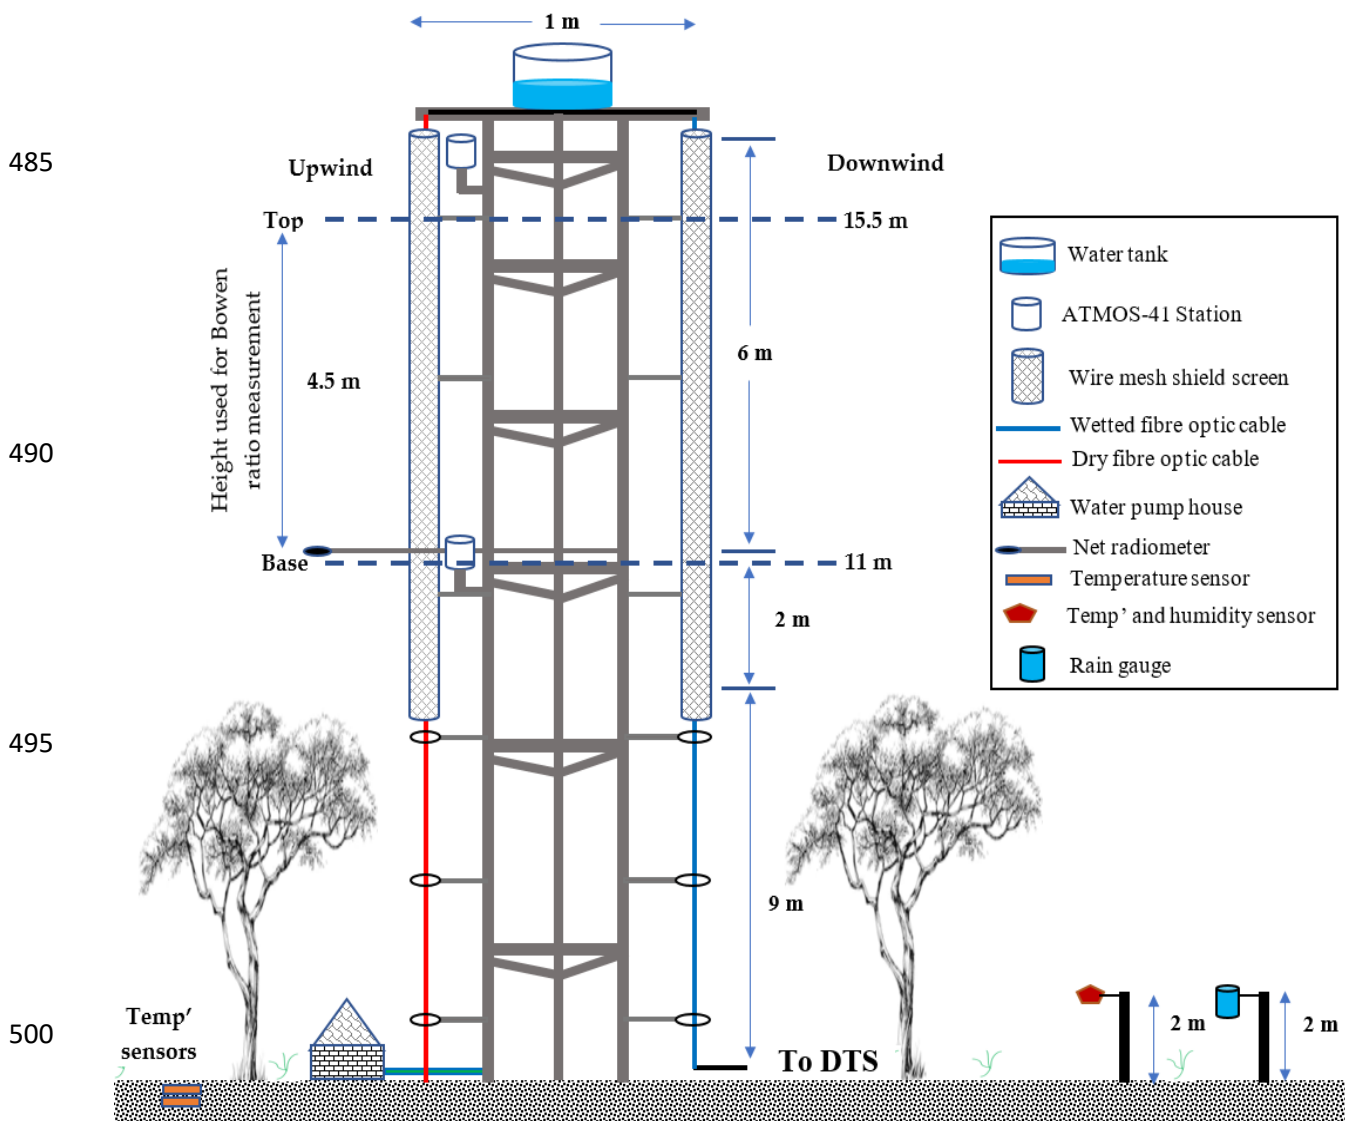 1 m
485
Upwind
Downwind
Top
15.5 m
Height used for Bowen
ratio measurement
4.5 m
6 m
490
Base
11 m
2 m
495
9 m
500
Temp’
sensors
To DTS
2 m
2 m
Water tank
ATMOS-41 Station
Wire mesh shield screen
Wetted fibre optic cable
Dry fibre optic cable
Water pump house
Net radiometer
Temperature sensor
Temp’ and humidity sensor
Rain gauge